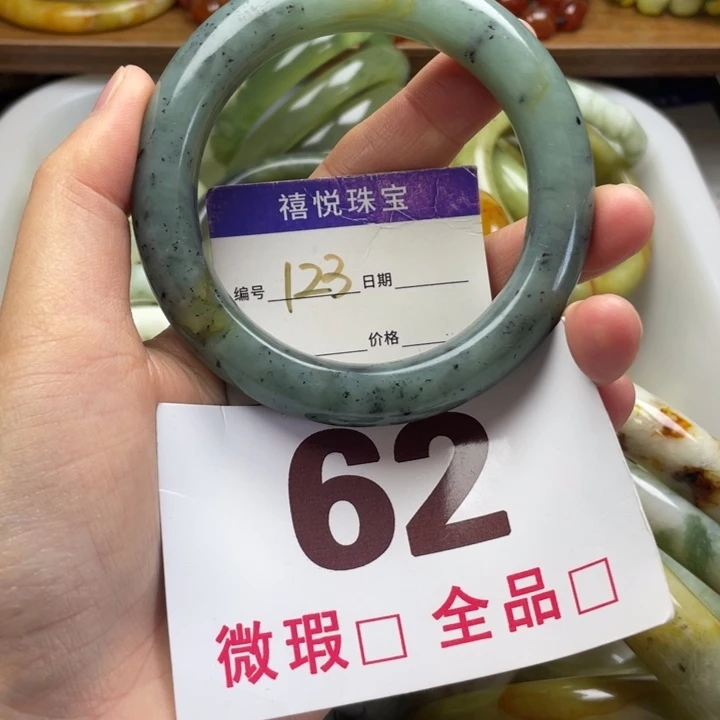 禧悦珠宝
编号 123 日期
价格
62
微瑕□ 全品□